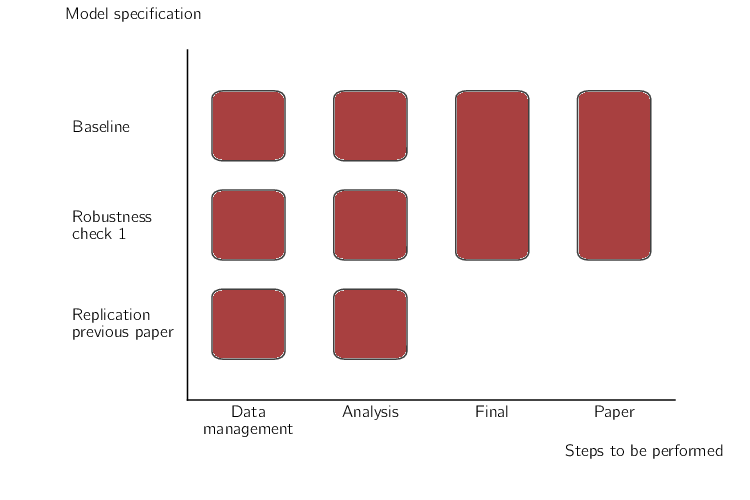 Model specification
Baseline
Robustness
check 1
Replication
previous paper
Data
management
Analysis
Final
Paper
Steps to be performed